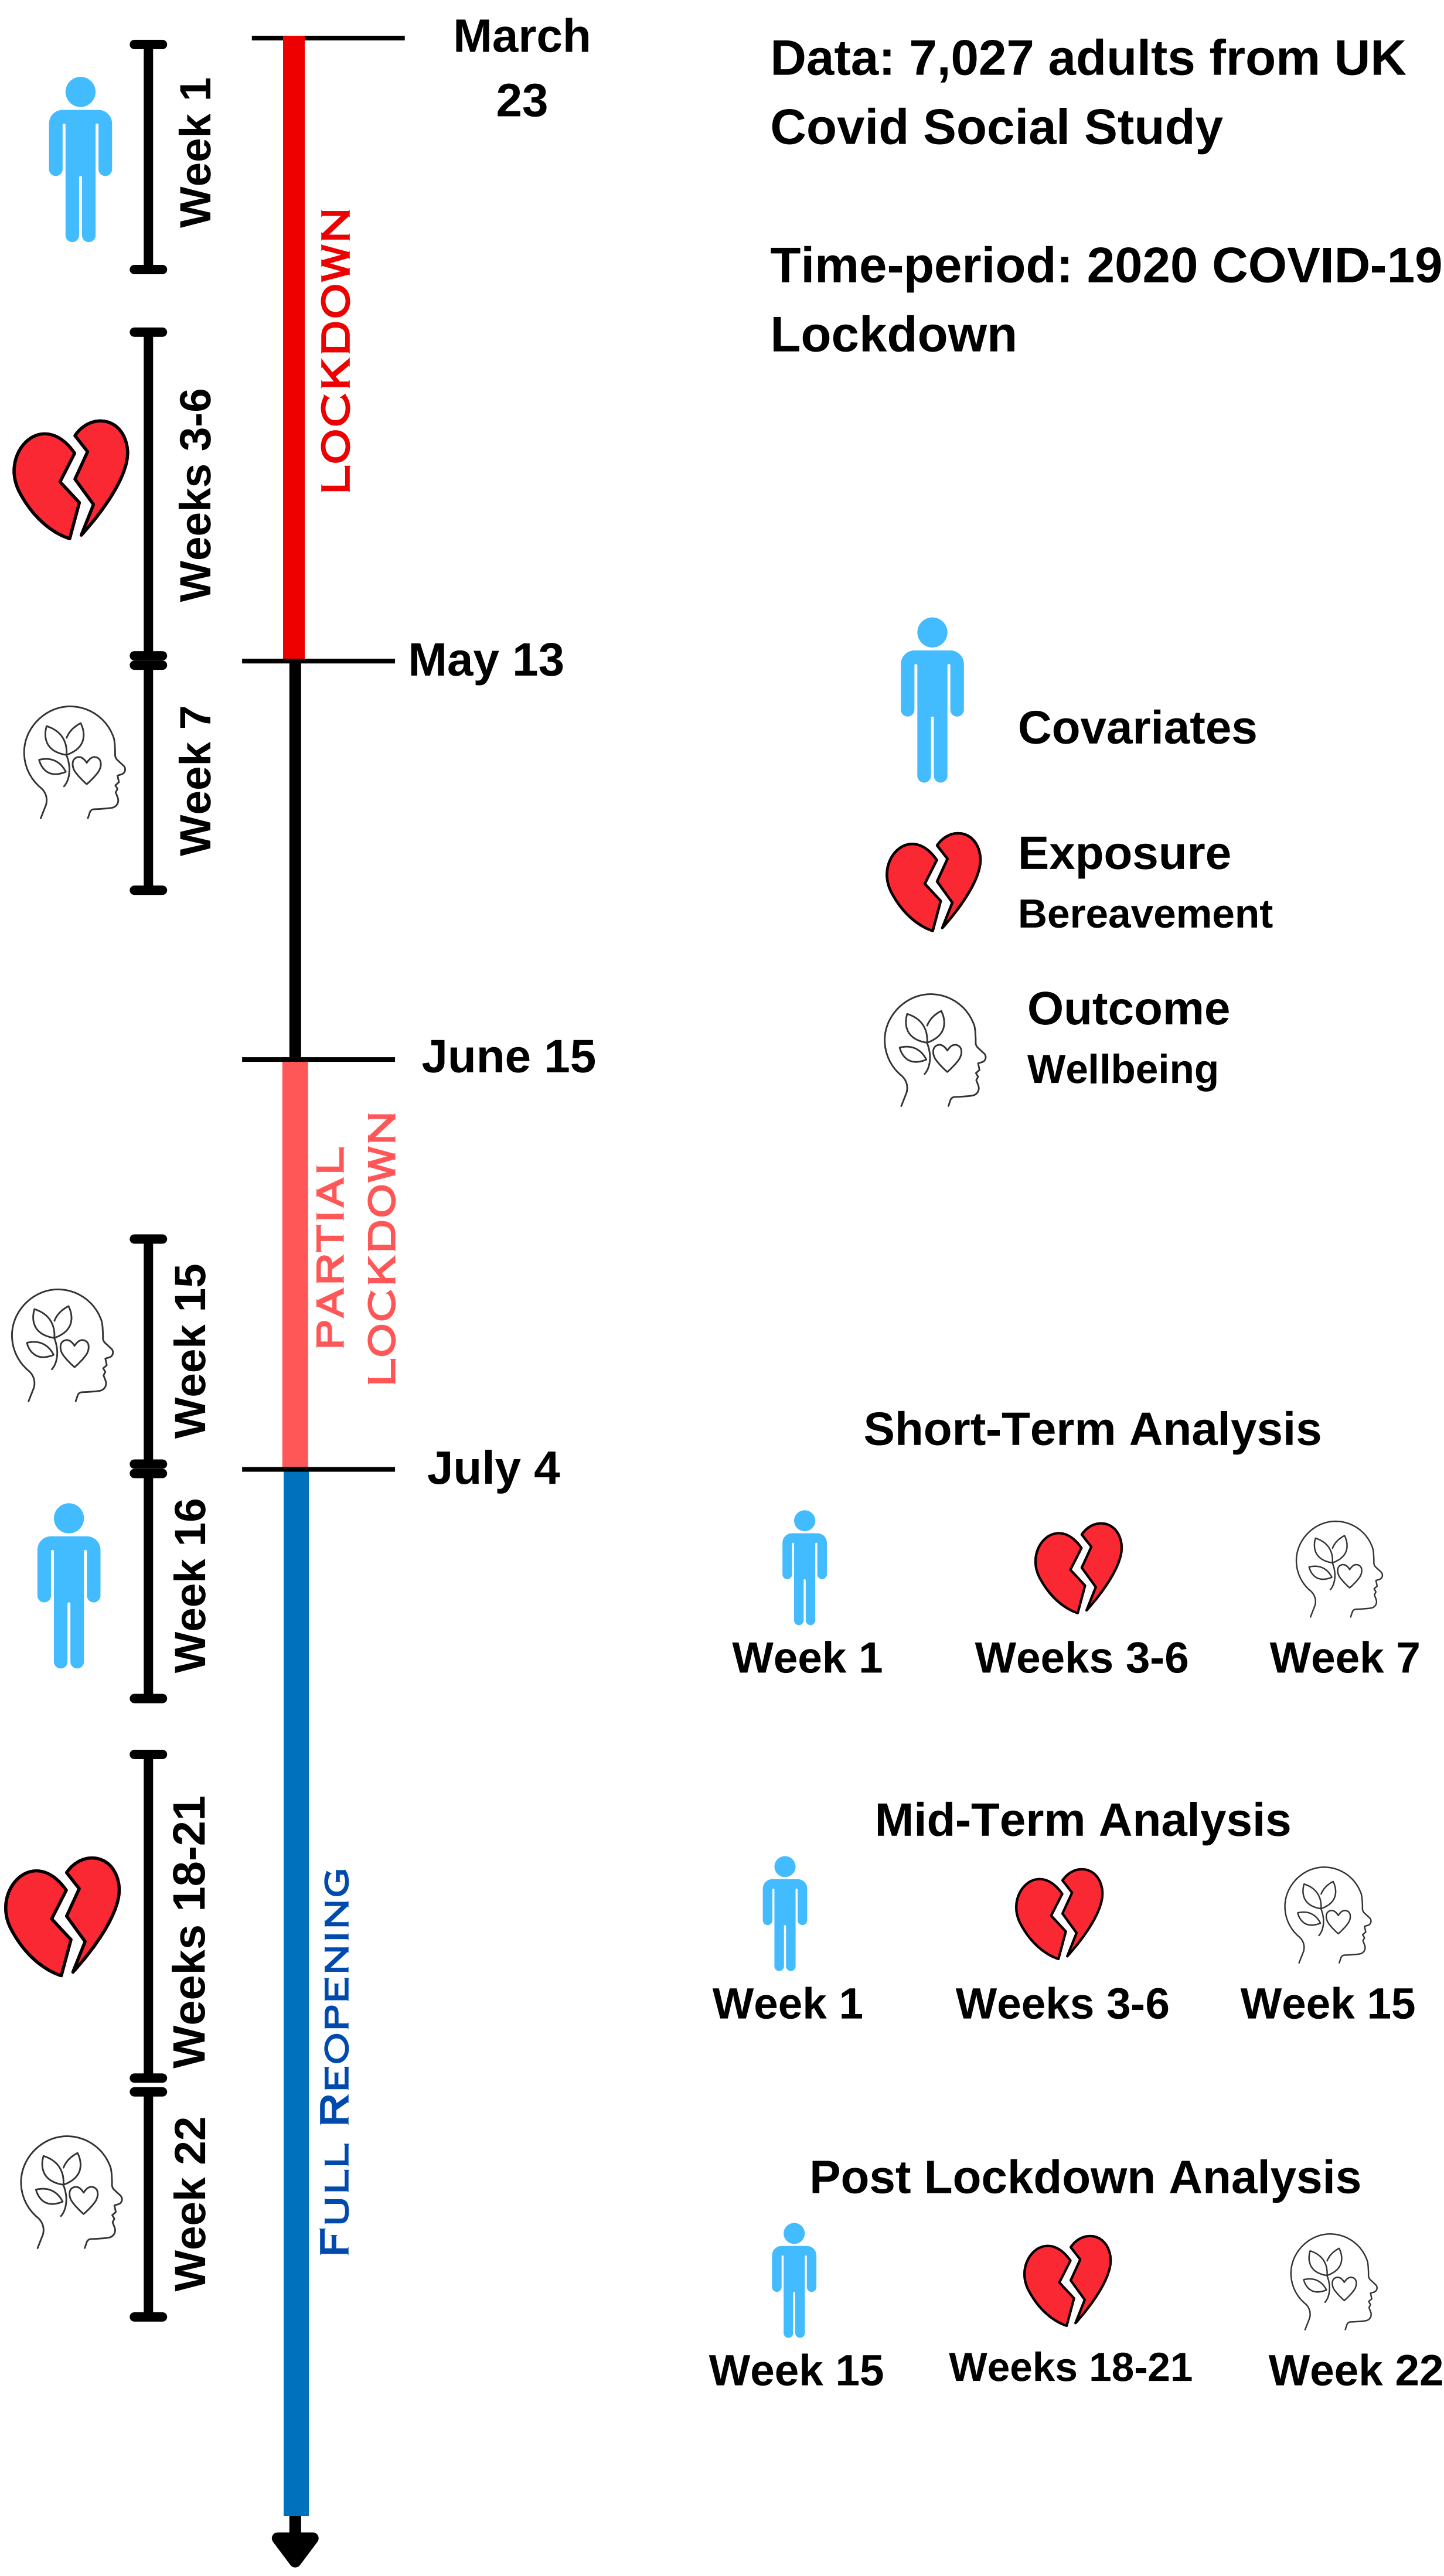 March
23
Data: 7,027 adults from UK
Covid Social Study
Time-period: 2020 COVID-19
Lockdown
Week 1
LOCKDOWN
Weeks 3-6
May 13
Week 7
Covariates
Exposure
Bereavement
Outcome
Wellbeing
June 15
PARTIAL
LOCKDOWN
Week 15
July 4
Week 16
Short-Term Analysis
Week 1
Weeks 3-6
Week 7
Weeks 18-21
Mid-Term Analysis
Week 1
Weeks 3-6
Week 15
FULL REOPENING
Week 22
Post Lockdown Analysis
Week 15
Weeks 18-21
Week 22